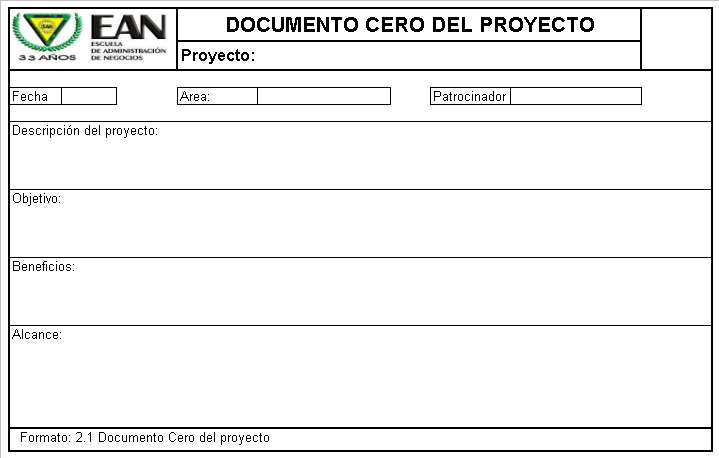 EAN
ESCUELA
DE ADMINISTRACIÓN
DE NEGOCIOS
33 AÑOS
DOCUMENTO CERO DEL PROYECTO
Proyecto:
Fecha Area: Patrocinador
Descripción del proyecto:
Objetivo:
Beneficios:
Alcance:
Formato: 2.1 Documento Cero del proyecto